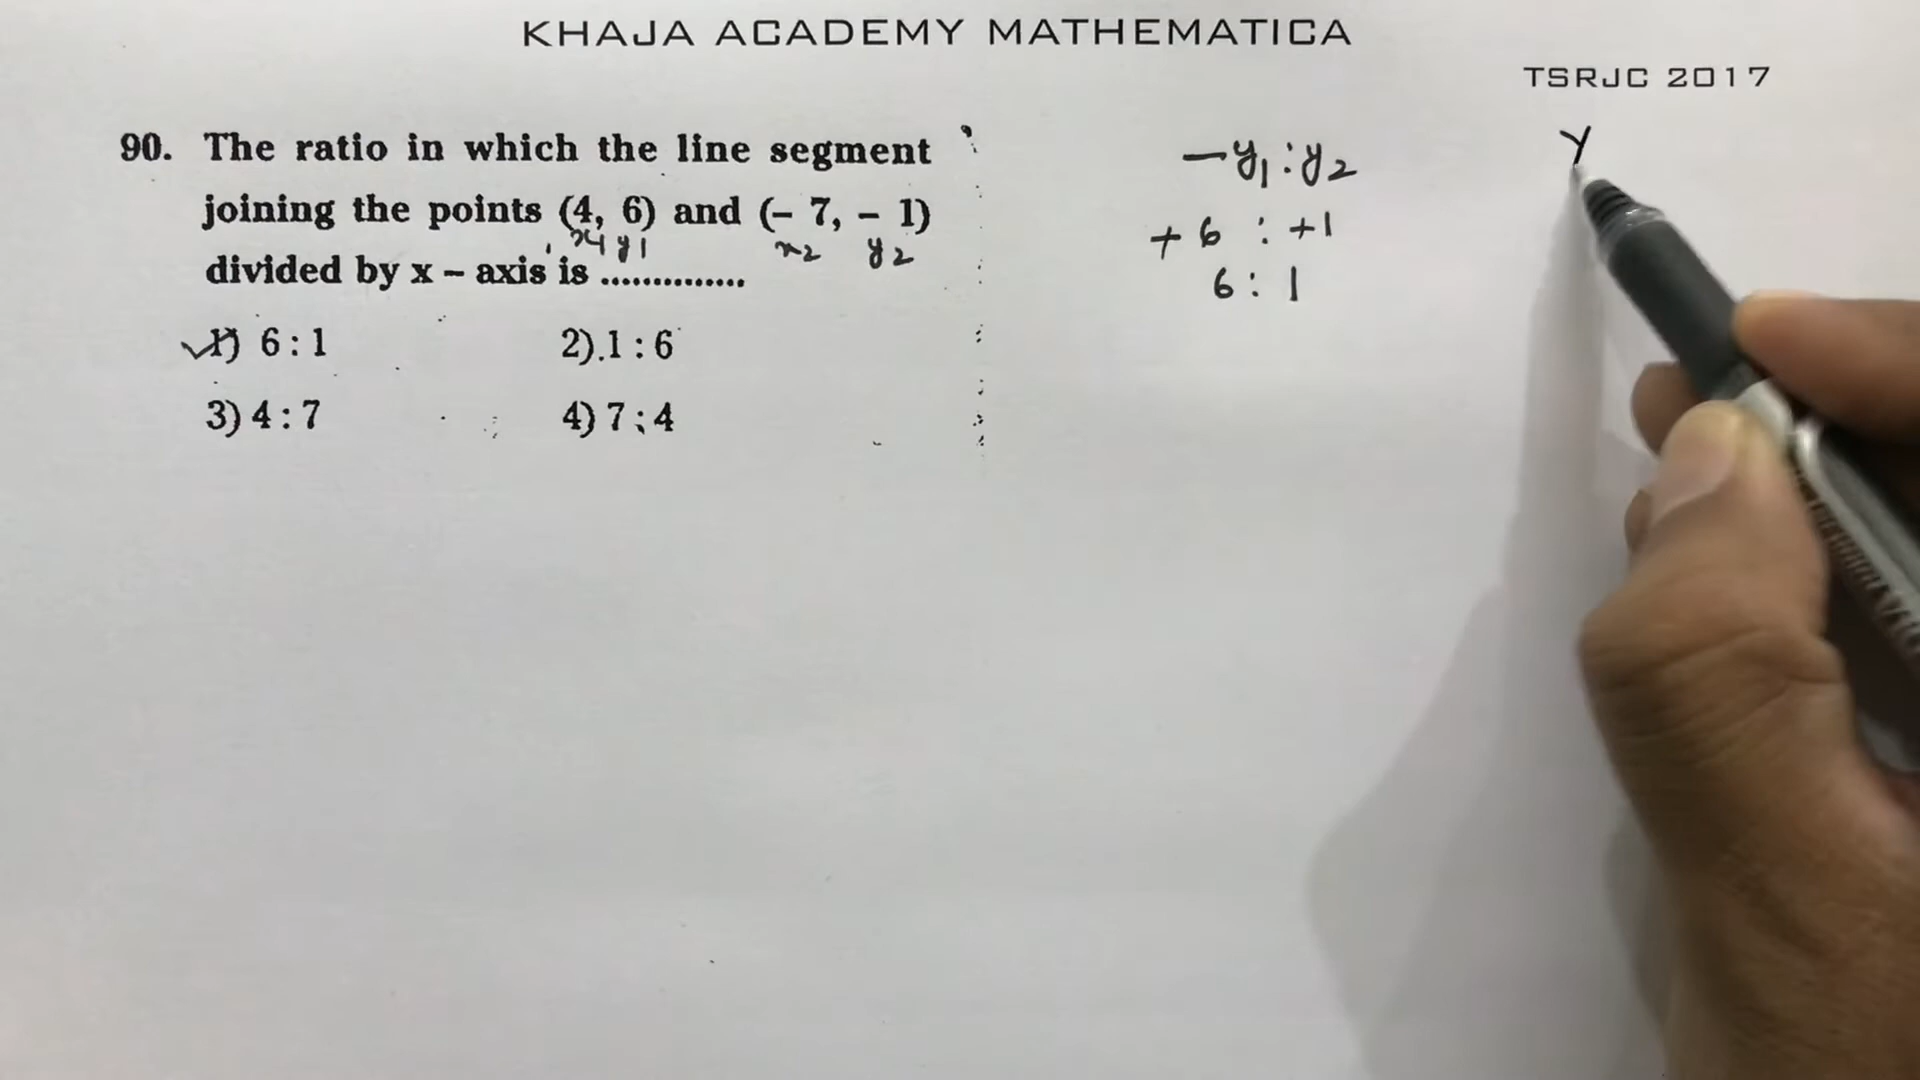 KHAJA ACADEMY MATHEMATICA
TSRJC 2017
90. The ratio in which the line segment
joining the points (4, 6) and (– 7, – 1)
x1 y1 x2 y2
divided by x – axis is ..............
1) 6 : 1 2) 1 : 6
3) 4 : 7 4) 7 : 4
– y1 : y2
+ 6 : +1
6 : 1
Y